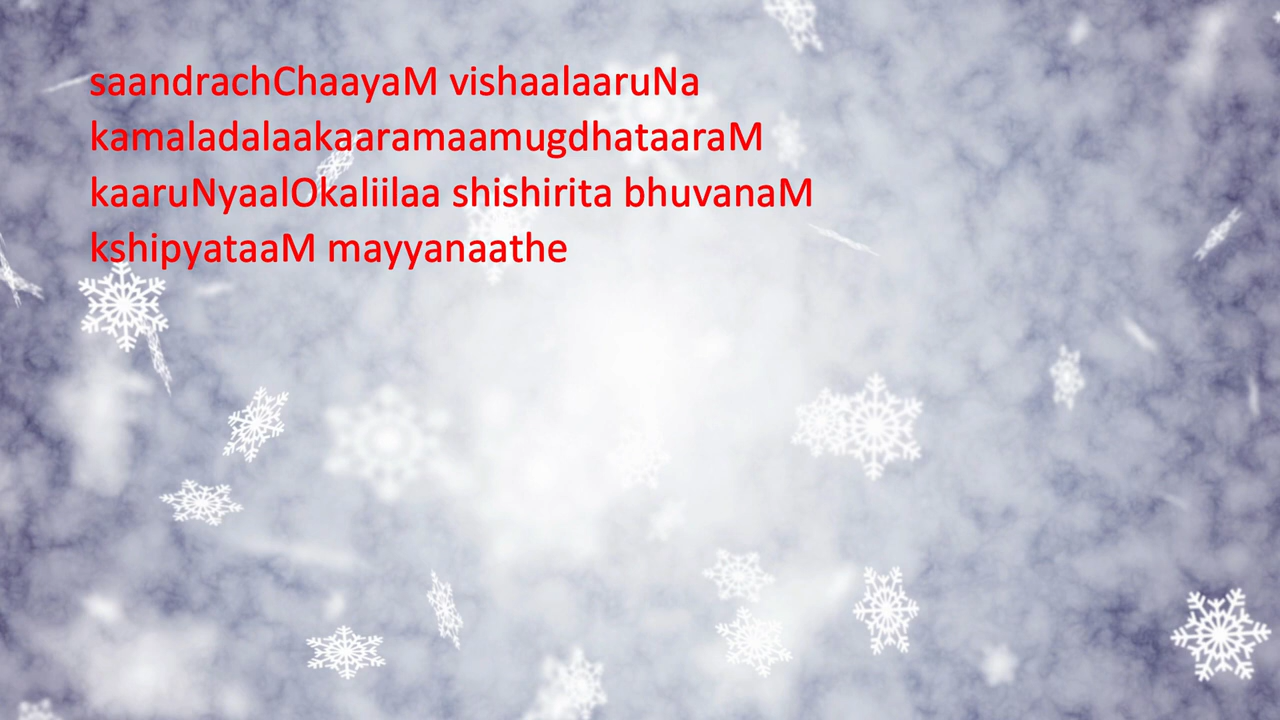 saandrachChaayaM vishaalaaruNa
kamaladalaakaaramaamugdhataaraM
kaaruNyaalOkaliilaa shishirita bhuvanaM
kshipyataaM mayyanaathe